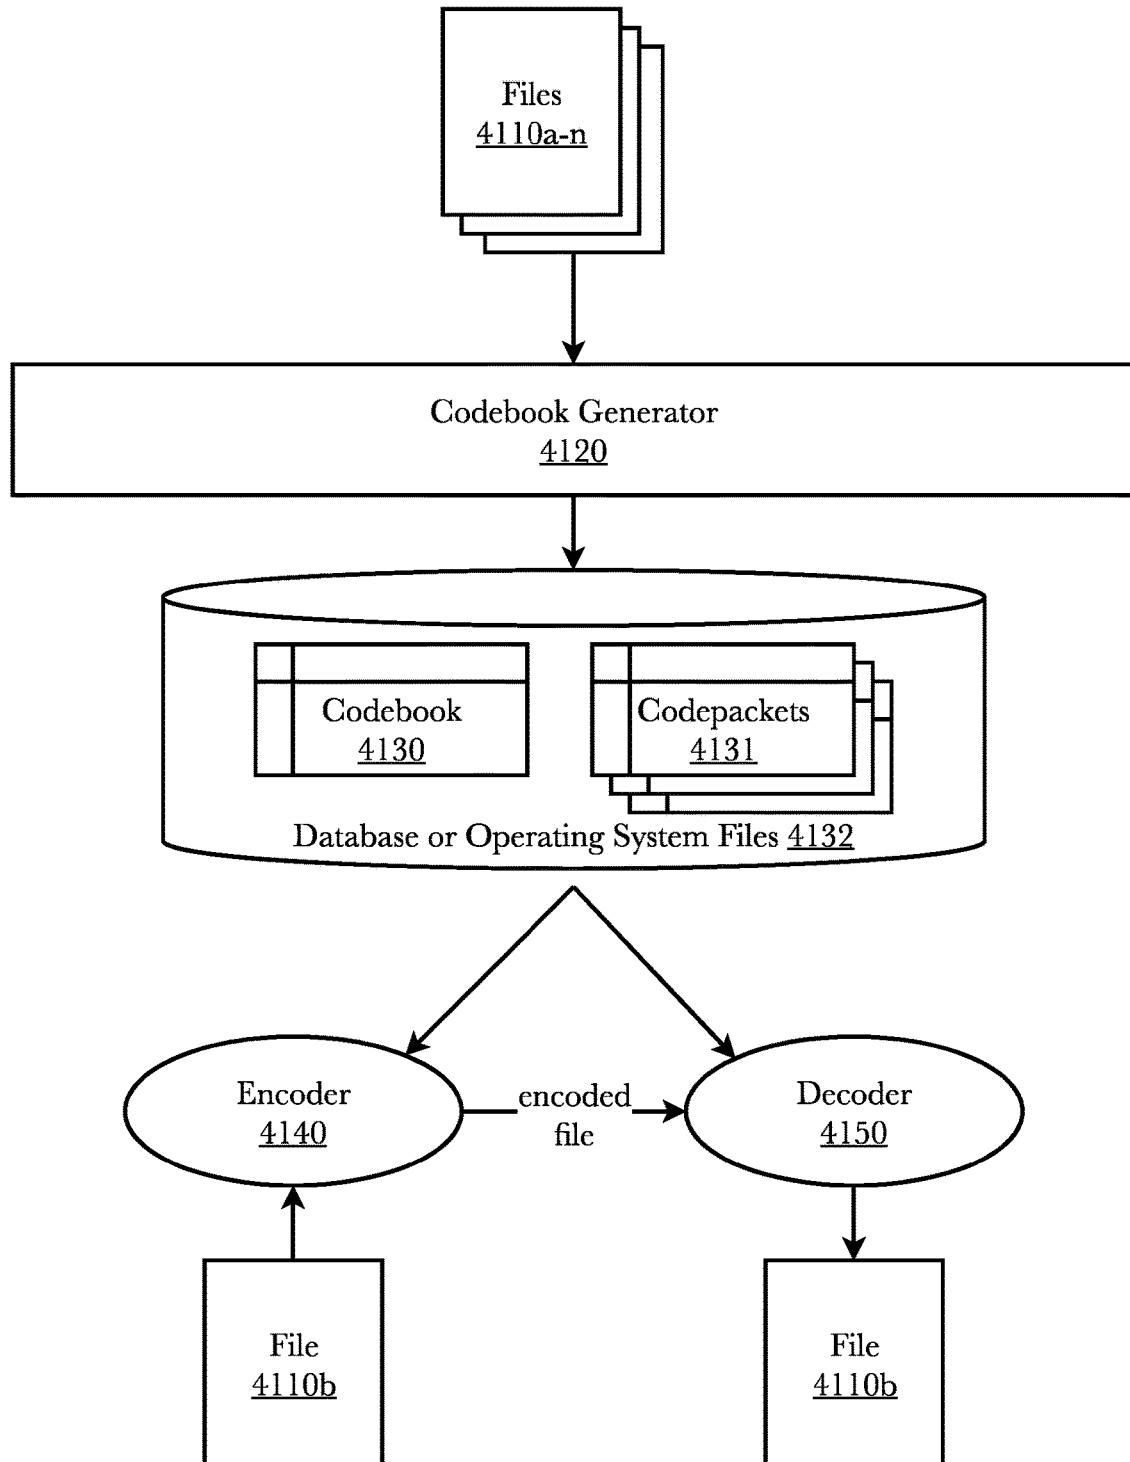 Files
4110a-n
Codebook Generator
4120
Codebook
4130
Codepackets
4131
Database or Operating System Files 4132
Encoder
4140
encoded
file
Decoder
4150
File
4110b
File
4110b